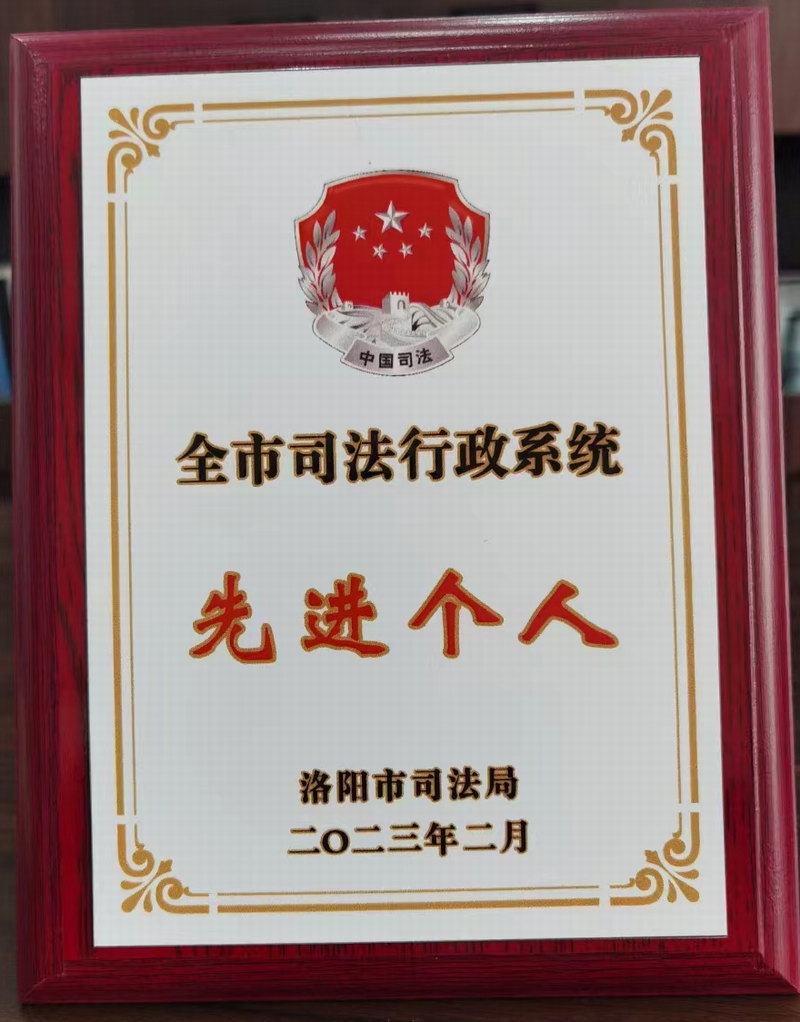 中国司法
全市司法行政系统
先进个人
洛阳市司法局
二〇二三年二月